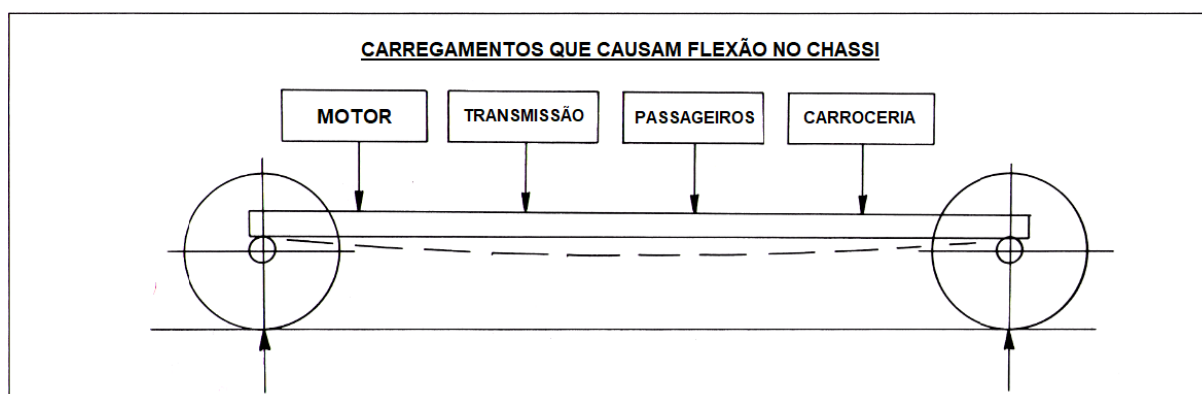 CARREGAMENTOS QUE CAUSAM FLEXÃO NO CHASSI
MOTOR
TRANSMISSÃO
PASSAGEIROS
CARROCERIA